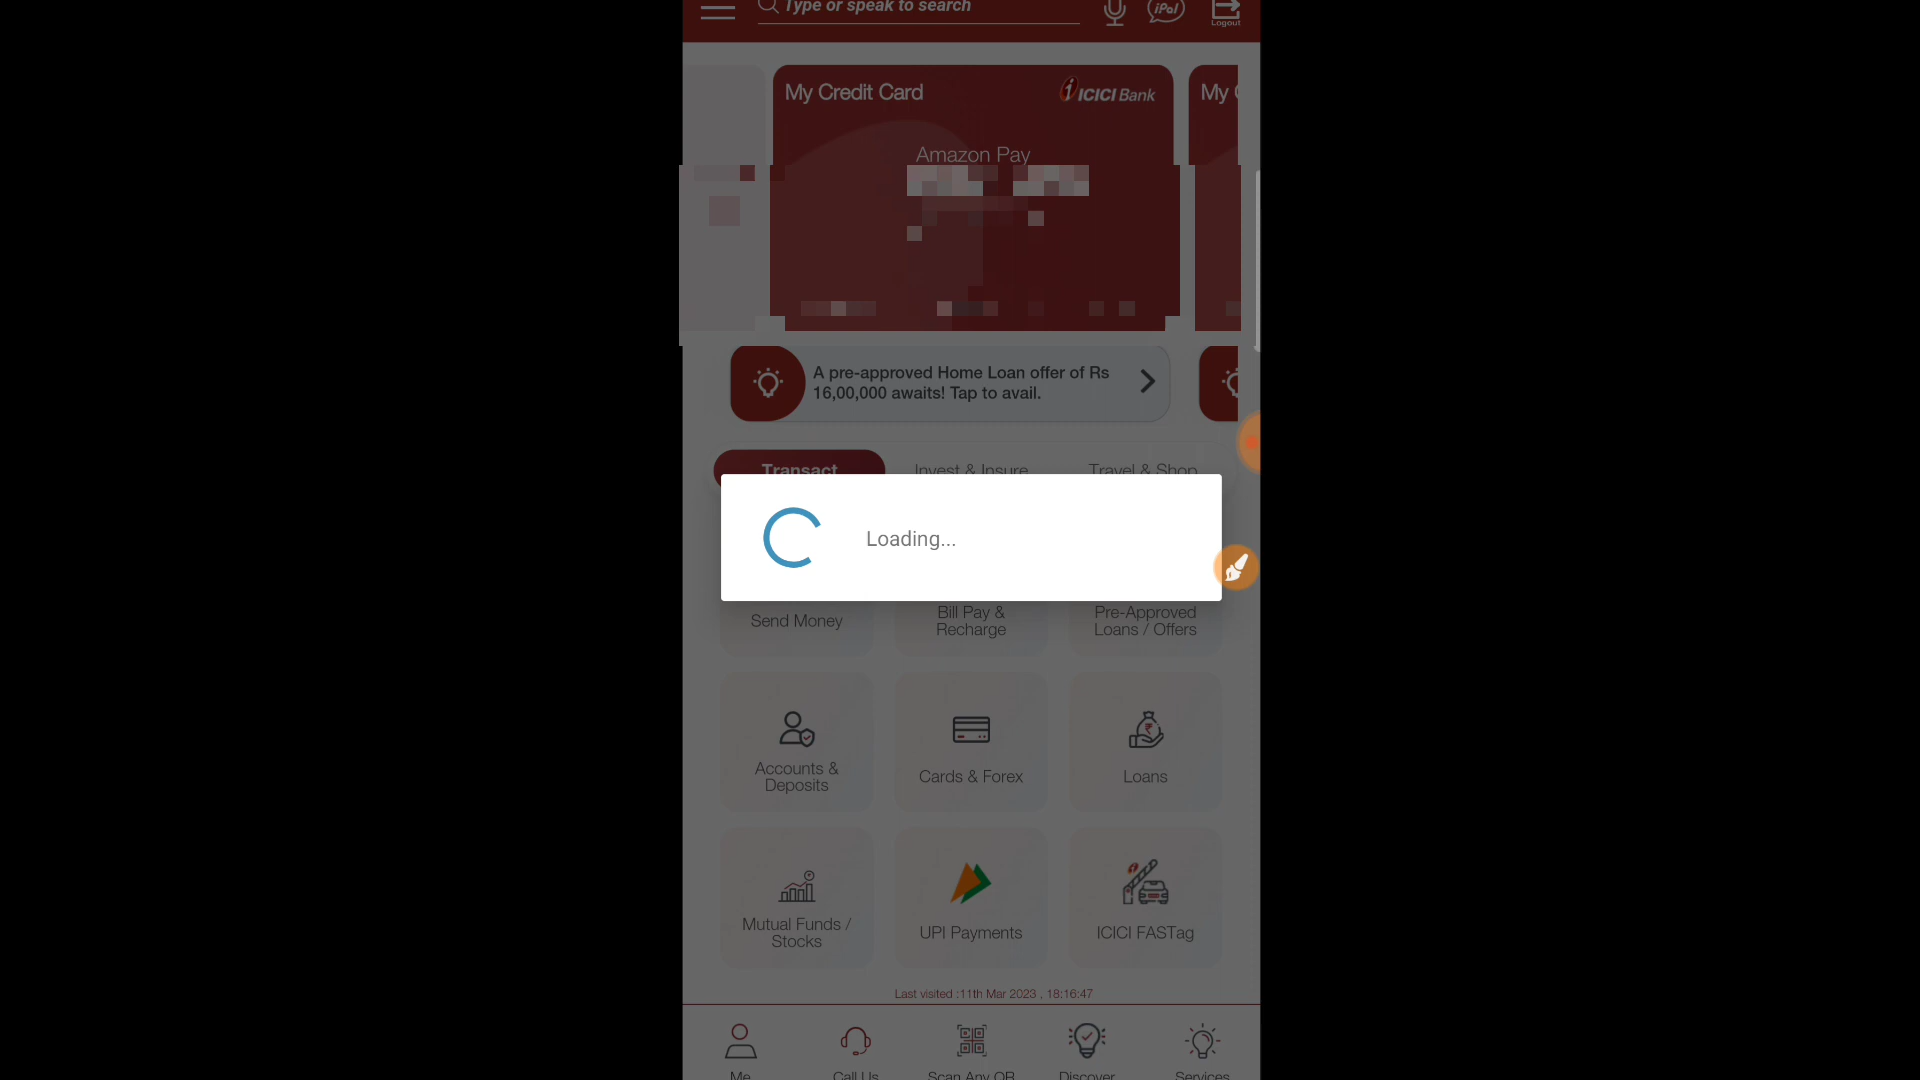 Type or speak to search
iPal
Logout
My Credit Card
ICICI Bank
My
Amazon Pay
A pre-approved Home Loan offer of Rs
16,00,000 awaits! Tap to avail.
Transact
Invest & Insure
Travel & Shop
Loading...
Send Money
Bill Pay &
Recharge
Pre-Approved
Loans / Offers
Accounts &
Deposits
Cards & Forex
Loans
Mutual Funds /
Stocks
UPI Payments
ICICI FASTag
Last visited :11th Mar 2023 , 18:16:47
Me
Call Us
Scan Any QR
Discover
Services